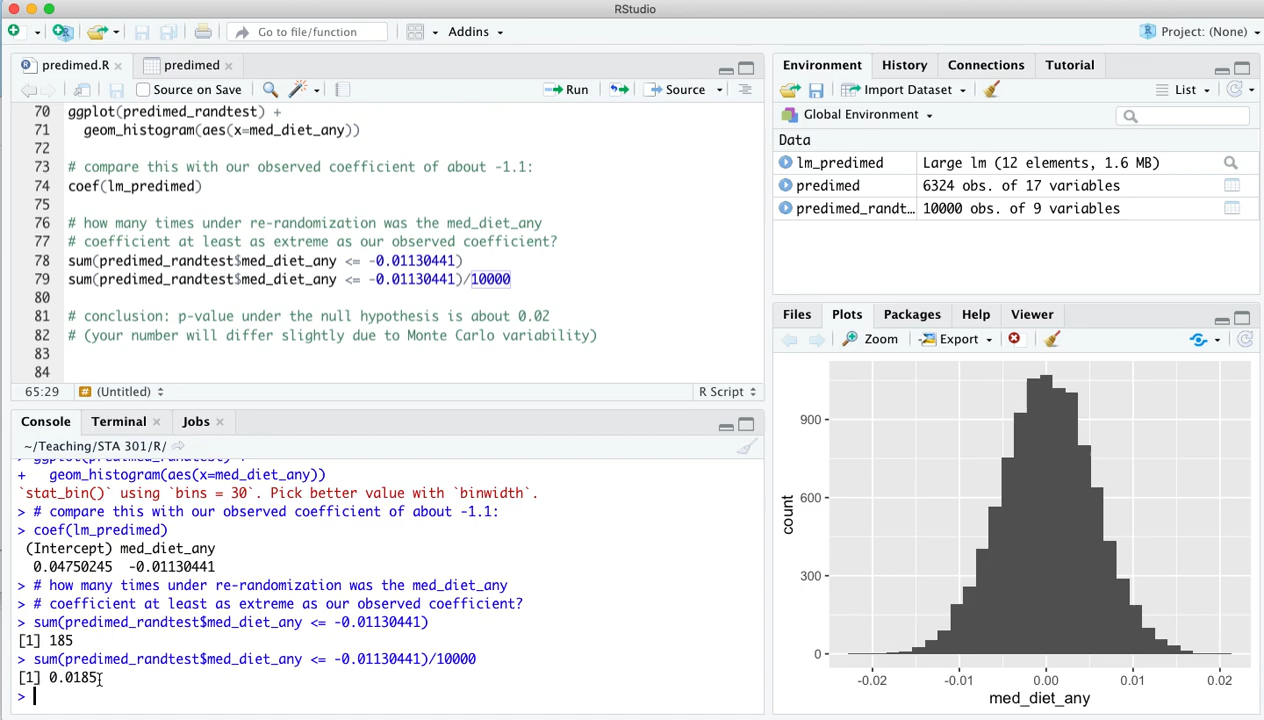 RStudio
Go to file/function
Addins
Project: (None)
predimed.R
predimed
Source on Save
Run
Source
70 ggplot(predimed_randtest) +
71   geom_histogram(aes(x=med_diet_any))
72
73 # compare this with our observed coefficient of about -1.1:
74 coef(lm_predimed)
75
76 # how many times under re-randomization was the med_diet_any
77 # coefficient at least as extreme as our observed coefficient?
78 sum(predimed_randtest$med_diet_any <= -0.01130441)
79 sum(predimed_randtest$med_diet_any <= -0.01130441)/10000
80
81 # conclusion: p-value under the null hypothesis is about 0.02
82 # (your number will differ slightly due to Monte Carlo variability)
83
84
65:29 # (Untitled) R Script
Console Terminal Jobs
~/Teaching/STA 301/R/
> ggplot(predimed_randtest) +
+   geom_histogram(aes(x=med_diet_any))
`stat_bin()` using `bins = 30`. Pick better value with `binwidth`.
> # compare this with our observed coefficient of about -1.1:
> coef(lm_predimed)
(Intercept) med_diet_any
0.04750245 -0.01130441
> # how many times under re-randomization was the med_diet_any
> # coefficient at least as extreme as our observed coefficient?
> sum(predimed_randtest$med_diet_any <= -0.01130441)
[1] 185
> sum(predimed_randtest$med_diet_any <= -0.01130441)/10000
[1] 0.0185
>
Environment History Connections Tutorial
Import Dataset List
Global Environment
Data
lm_predimed Large lm (12 elements, 1.6 MB)
predimed 6324 obs. of 17 variables
predimed_randt… 10000 obs. of 9 variables
Files Plots Packages Help Viewer
Zoom Export
900
600
300
0
count
-0.02 -0.01 0.00 0.01 0.02
med_diet_any